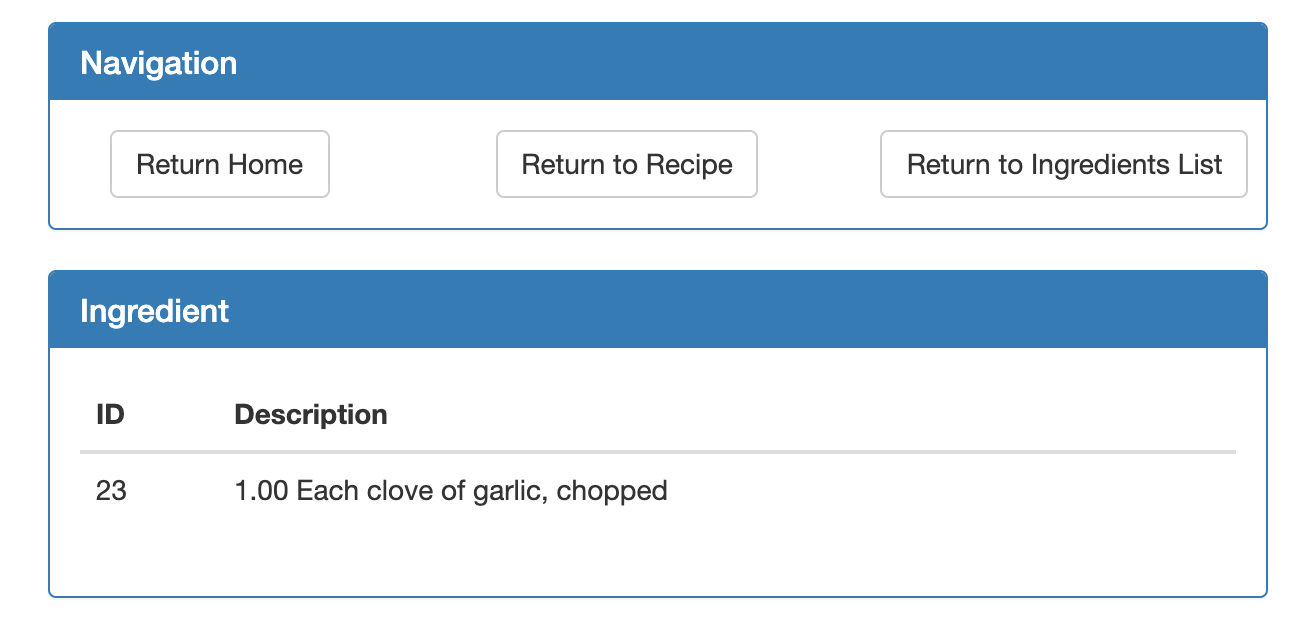 Navigation
Return Home Return to Recipe Return to Ingredients List
Ingredient
ID Description
23 1.00 Each clove of garlic, chopped